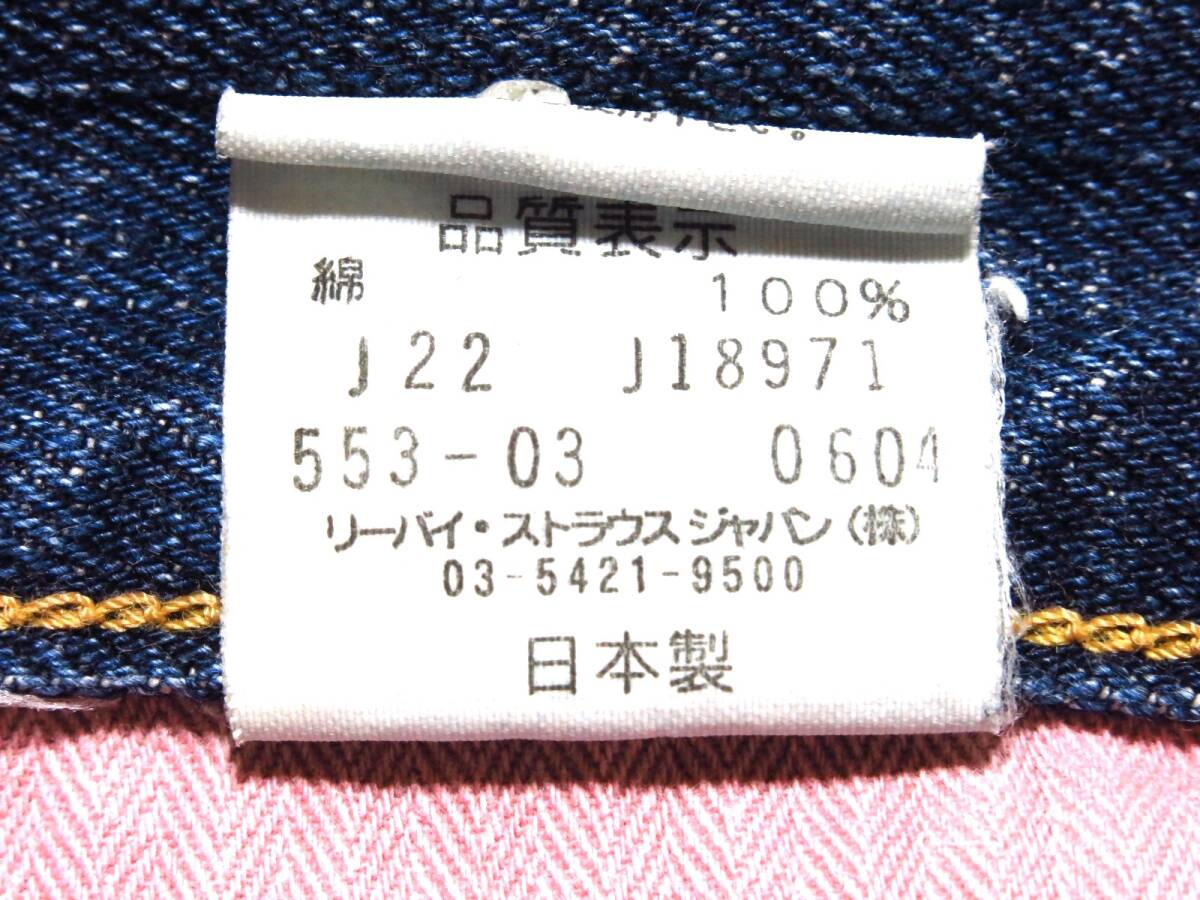 い。
品質表示
綿 100%
J22 J18971
553-03 0604
リーバイ・ストラウスジャパン(株)
03-5421-9500
日本製